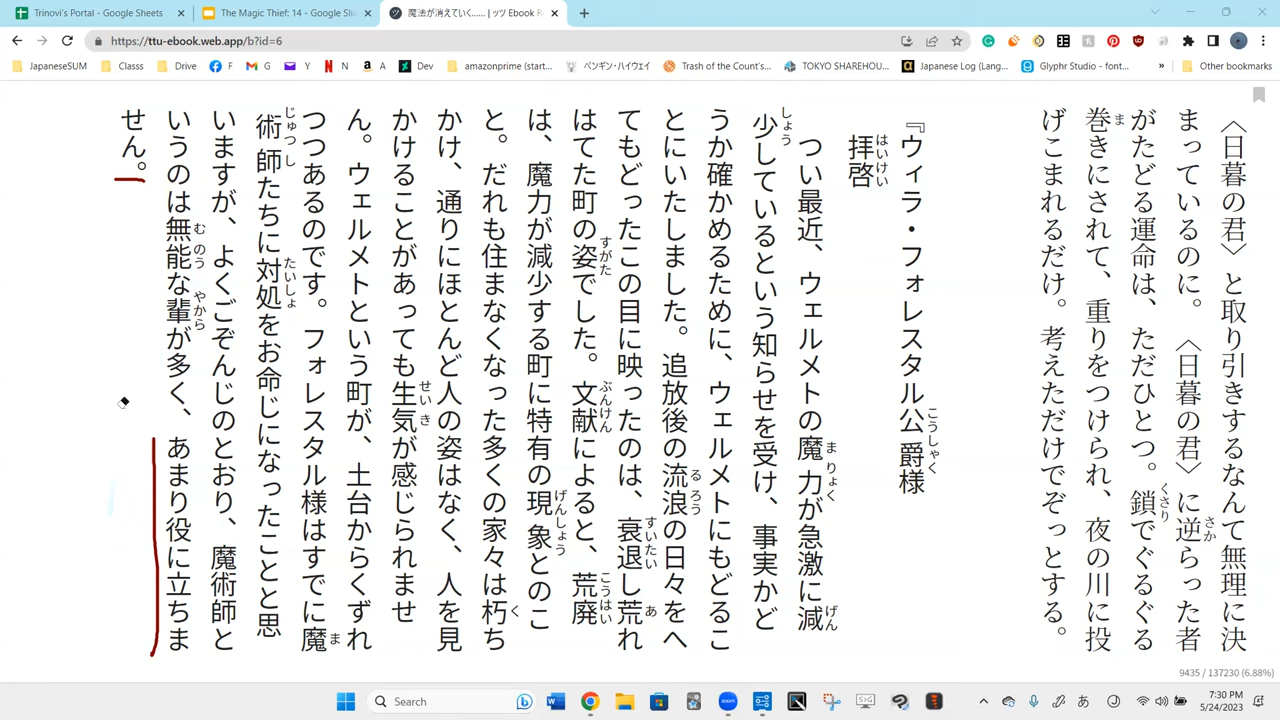 Trinovi's Portal - Google Sheets
The Magic Thief: 14 - Google Slid
魔法が消えていく...... | ッツ Ebook R
https://ttu-ebook.web.app/b?id=6
JapaneseSUM
Classs
Drive
F
G
Y
N
A
Dev
amazonprime (start...
ペンギン・ハイウェイ
Trash of the Count's...
TOKYO SHAREHOU...
Japanese Log (Lang...
Glyphr Studio - font...
»
Other bookmarks
〈日暮の君〉と取り引きするなんて無理に決
まっているのに。〈日暮の君〉に逆らった者
がたどる運命は、ただひとつ。鎖でぐるぐる
巻きにされて、重りをつけられ、夜の川に投
げこまれるだけ。考えただけでぞっとする。
『ウィラ・フォレスタル公爵様
拝啓
つい最近、ウェルメトの魔力が急激に減
少しているという知らせを受け、事実かど
うか確かめるために、ウェルメトにもどるこ
とにいたしました。追放後の流浪の日々をへ
てもどったこの目に映ったのは、衰退し荒れ
はてた町の姿でした。文献によると、荒廃
は、魔力が減少する町に特有の現象とのこ
と。だれも住まなくなった多くの家々は朽ち
かけ、通りにほとんど人の姿はなく、人を見
かけることがあっても生気が感じられませ
ん。ウェルメトという町が、土台からくずれ
つつあるのです。フォレスタル様はすでに魔
術師たちに対処をお命じになったことと思
いますが、よくごぞんじのとおり、魔術師と
いうのは無能な輩が多く、あまり役に立ちま
せん。
9435 / 137230 (6.88%)
Search
7:30 PM
5/24/2023